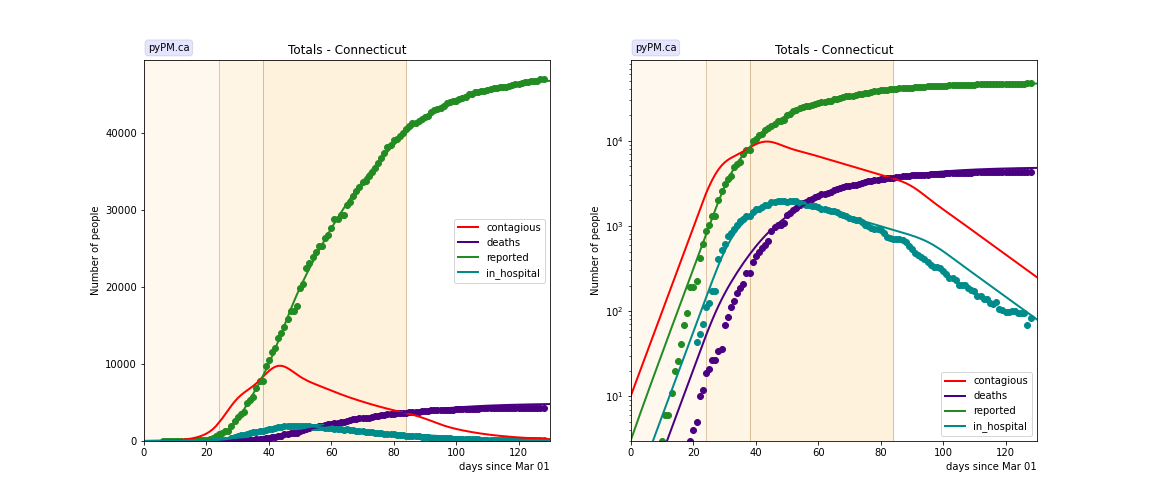 pyPM.ca
Totals - Connecticut
Number of people
40000
30000
20000
10000
0
0 20 40 60 80 100 120
days since Mar 01
contagious
deaths
reported
in_hospital
pyPM.ca
Totals - Connecticut
Number of people
10⁴
10³
10²
10¹
0 20 40 60 80 100 120
days since Mar 01
contagious
deaths
reported
in_hospital